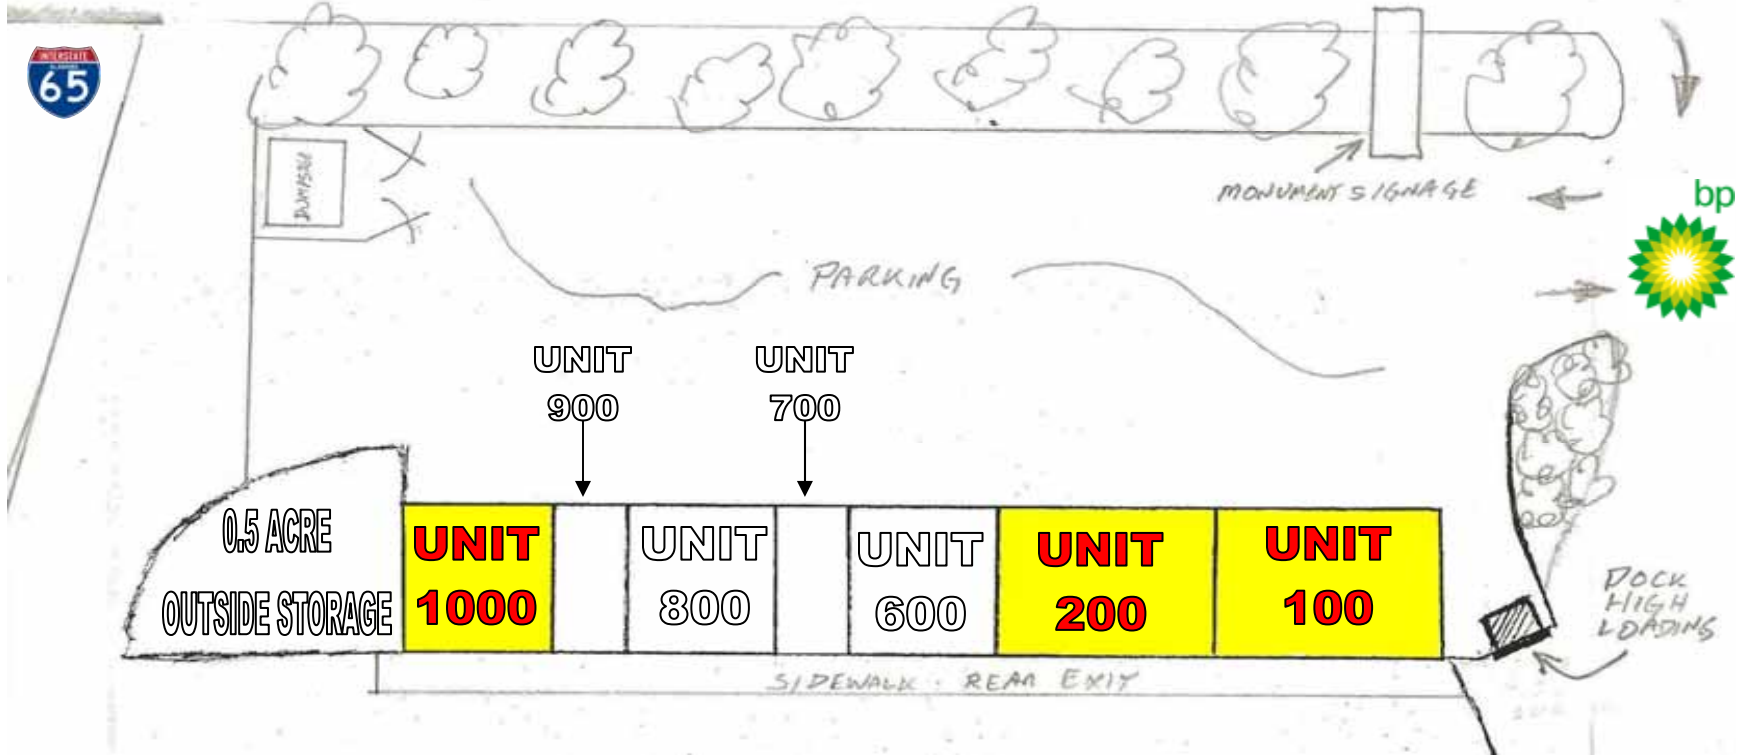 INTERSTATE
65
DUMPSTER
MONUMENT SIGNAGE
bp
PARKING
UNIT
900
UNIT
700
0.5 ACRE
OUTSIDE STORAGE
UNIT
1000
UNIT
800
UNIT
600
UNIT
200
UNIT
100
DOCK
HIGH
LOADING
SIDEWALK - REAR EXIT